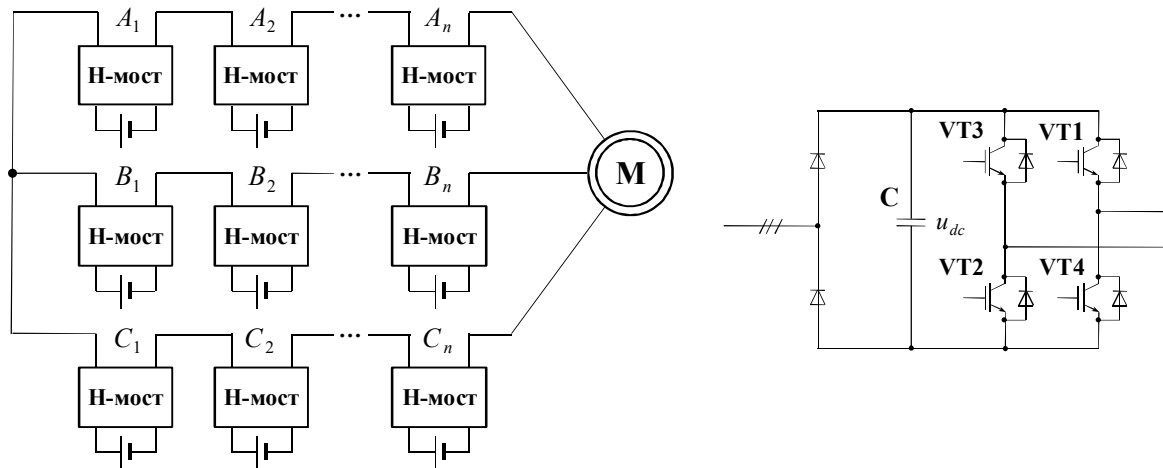 A₁ A₂ ... Aₙ
Н-мост Н-мост Н-мост
B₁ B₂ ... Bₙ
Н-мост Н-мост Н-мост
C₁ C₂ ... Cₙ
Н-мост Н-мост Н-мост
M
VT3 VT1
C
u_dc
VT2 VT4